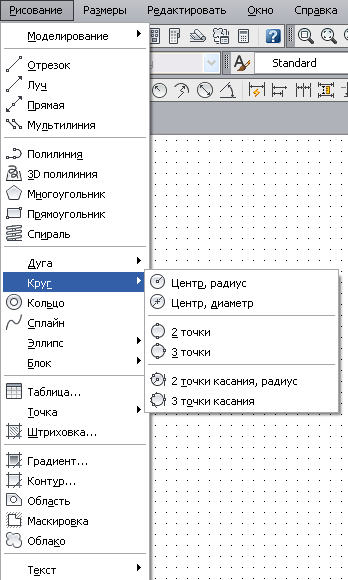 Рисование Размеры Редактировать Окно Справка
Standard
Моделирование
Отрезок
Луч
Прямая
Мультилиния
Полилиния
3D полилиния
Многоугольник
Прямоугольник
Спираль
Дуга
Круг
Кольцо
Сплайн
Эллипс
Блок
Таблица...
Точка
Штриховка...
Градиент...
Контур...
Область
Маскировка
Облако
Текст
Центр, радиус
Центр, диаметр
2 точки
3 точки
2 точки касания, радиус
3 точки касания